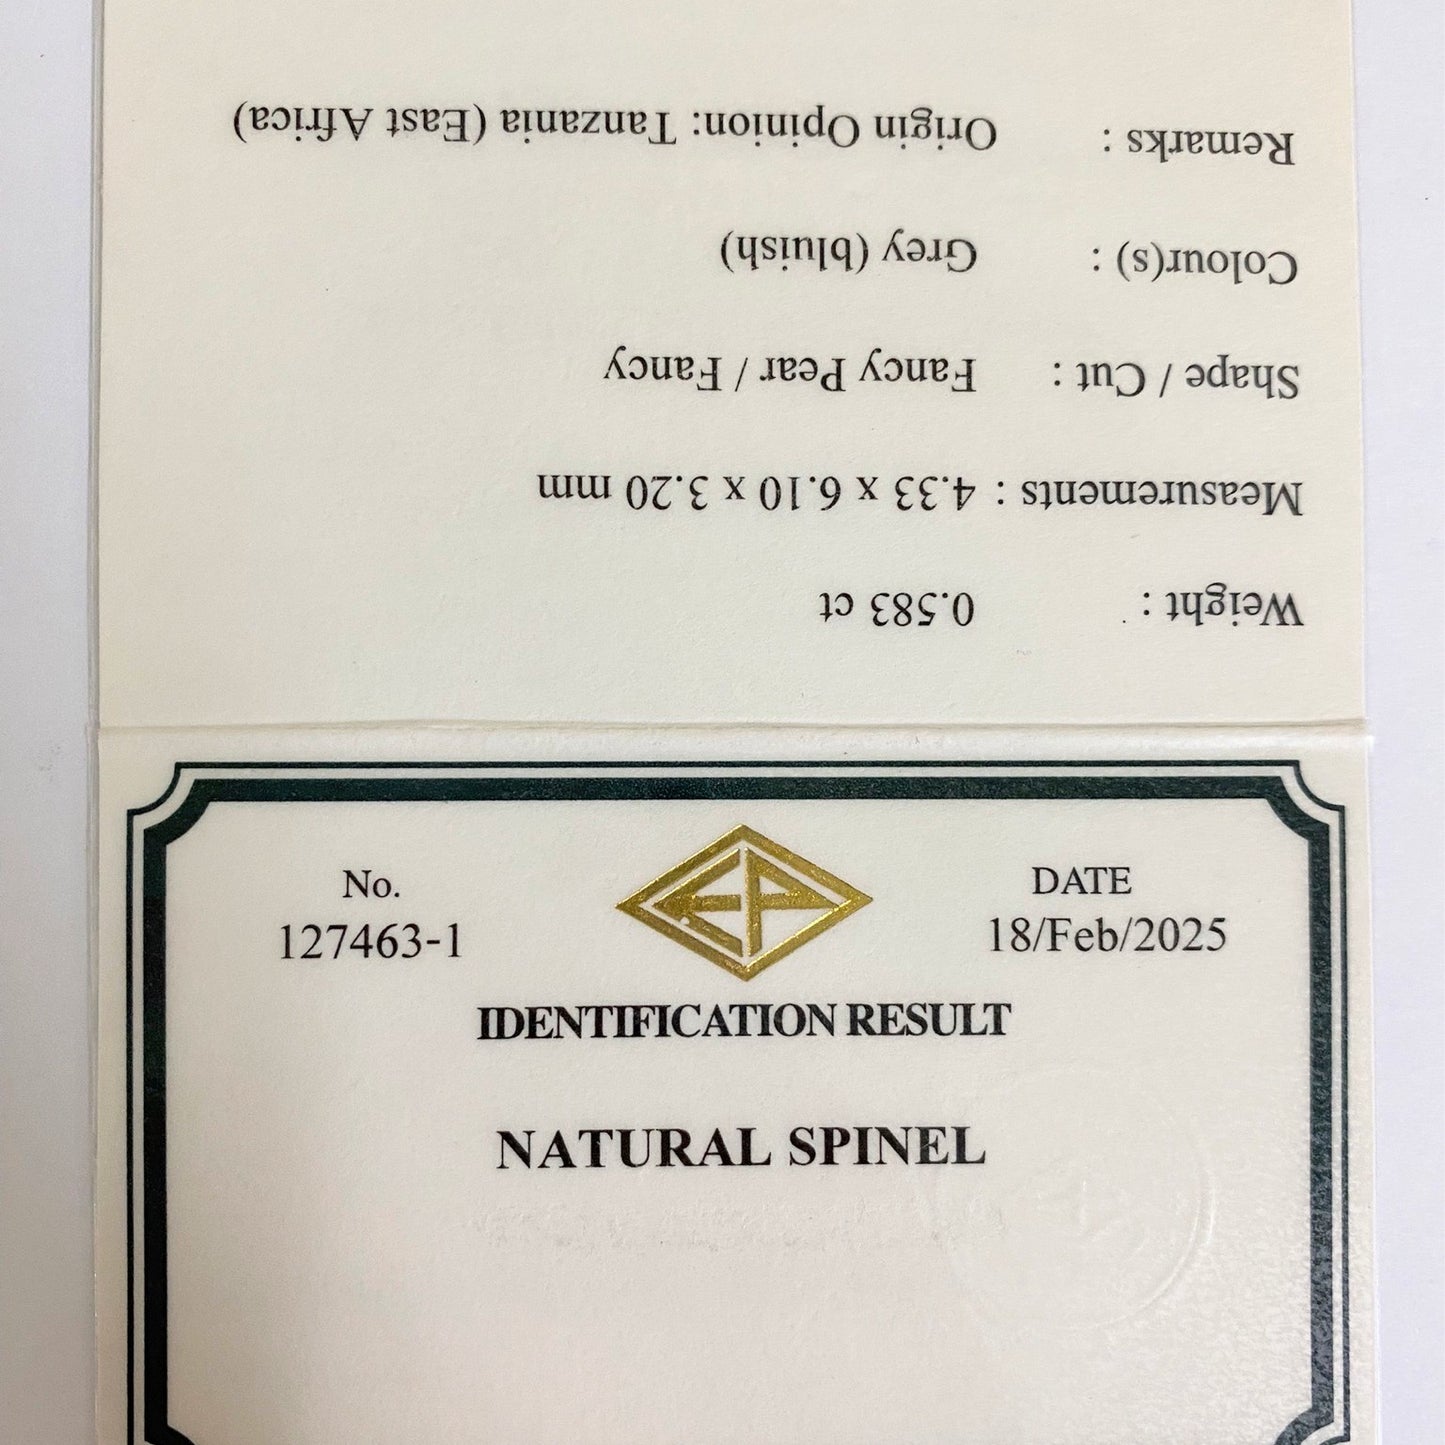 No.
127463-1
DATE
18/Feb/2025
IDENTIFICATION RESULT
NATURAL SPINEL
Weight : 0.583 ct
Measurements : 4.33 x 6.10 x 3.20 mm
Shape / Cut : Fancy Pear / Fancy
Colour(s) : Grey (bluish)
Remarks : Origin Opinion: Tanzania (East Africa)